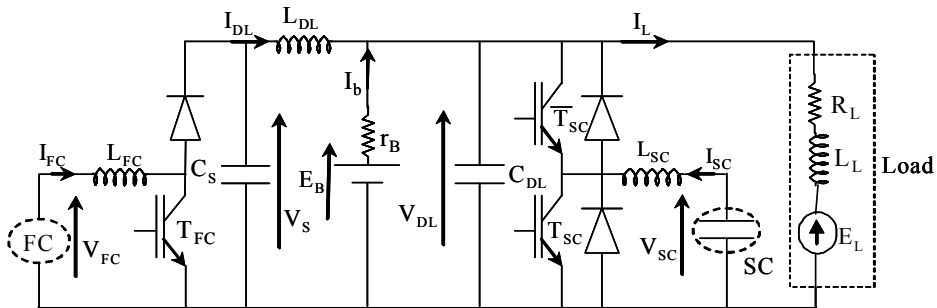 I_DL L_DL I_L
I_b
T̅_SC
R_L
r_B
L_FC
I_FC
C_S
E_B
L_SC
I_SC
L_L
Load
C_DL
V_S
V_DL
T_FC
T_SC
FC
V_FC
V_SC
SC
E_L